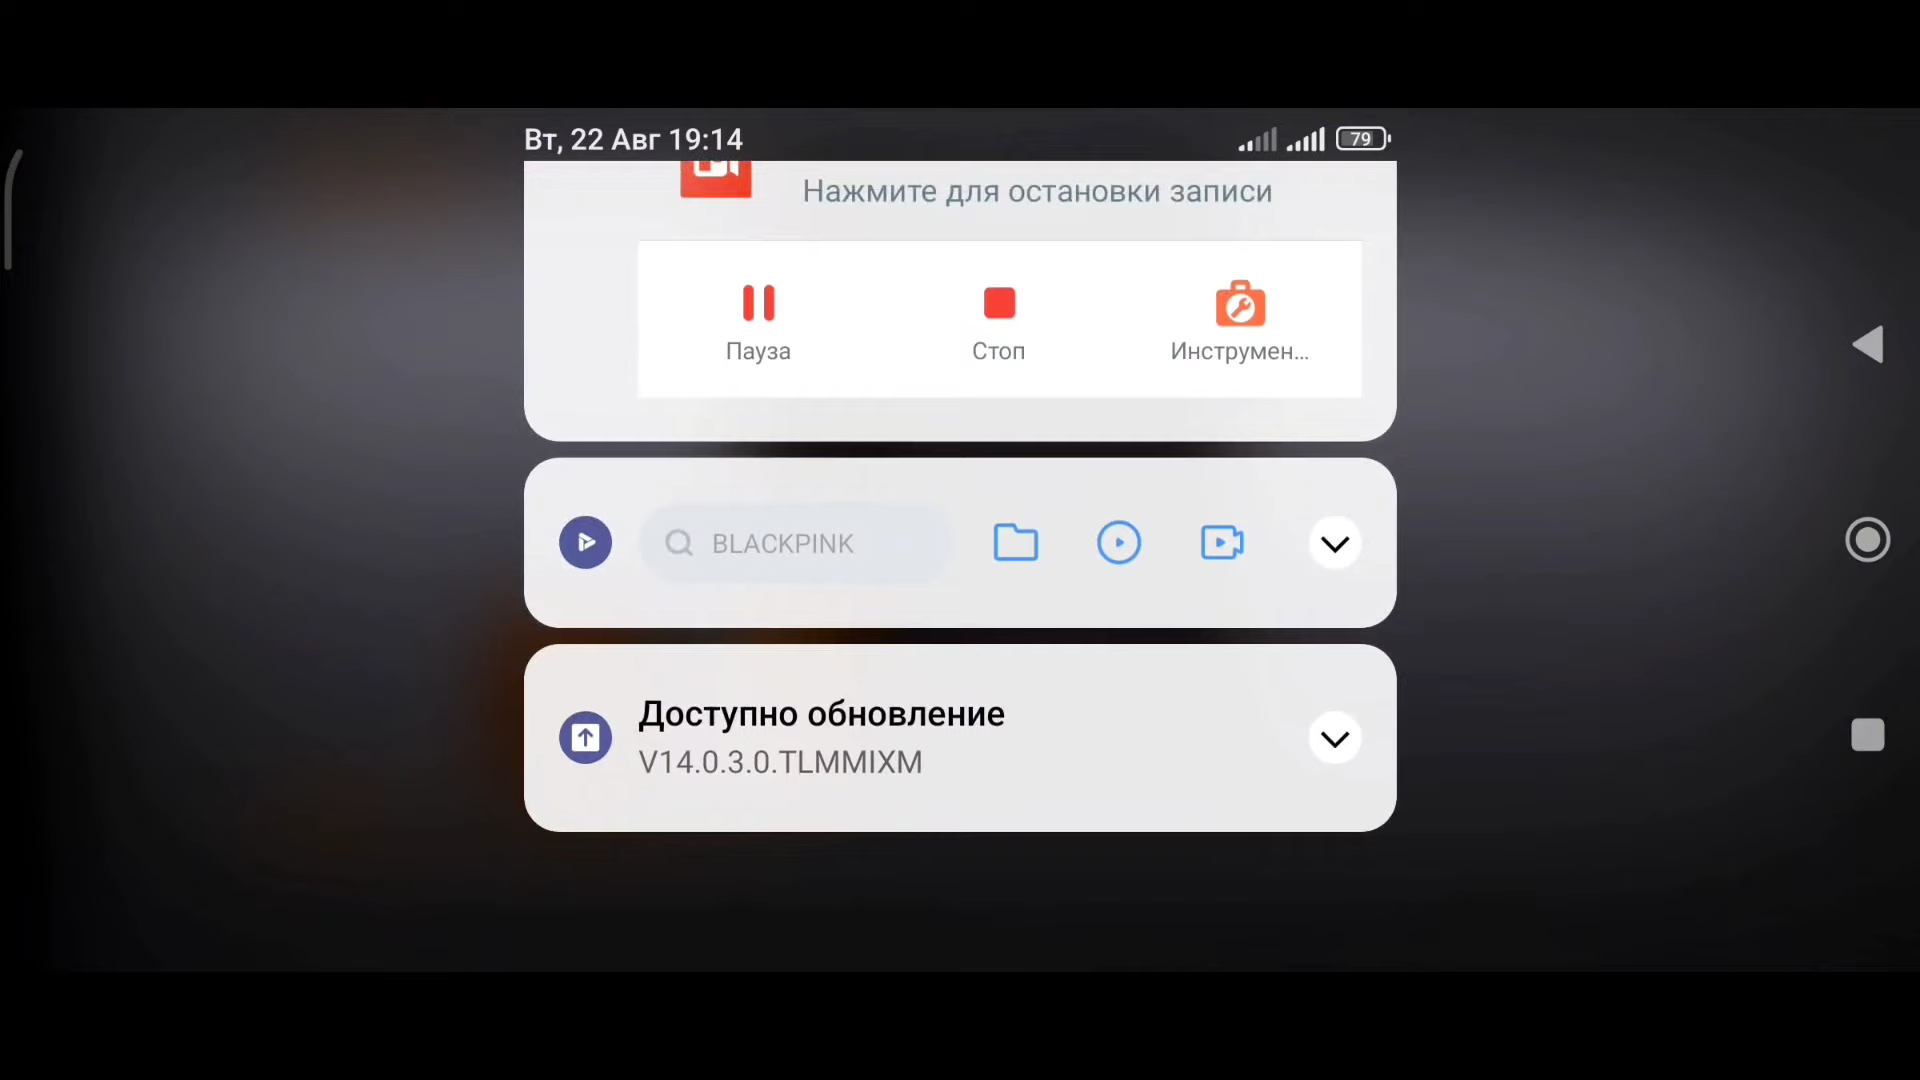 Вт, 22 Авг 19:14
79
Нажмите для остановки записи
Пауза
Стоп
Инструмен...
BLACKPINK
Доступно обновление
V14.0.3.0.TLMMIXM